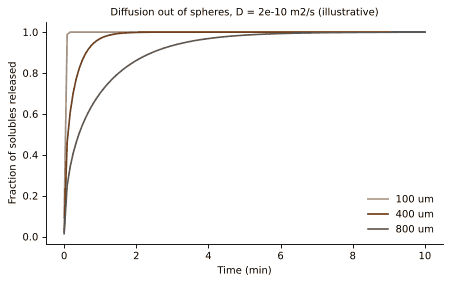 Diffusion out of spheres, D = 2e-10 m2/s (illustrative)
Fraction of solubles released
1.0
0.8
0.6
0.4
0.2
0.0
100 um
400 um
800 um
0 2 4 6 8 10
Time (min)